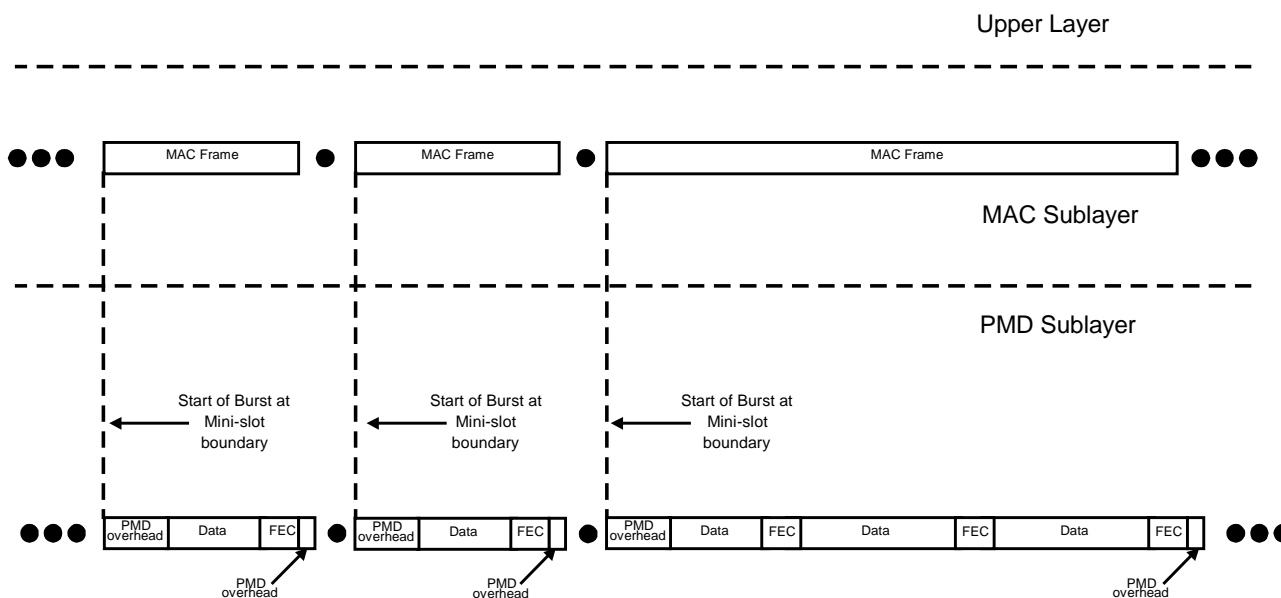 Upper Layer
MAC Frame
MAC Frame
MAC Frame
MAC Sublayer
PMD Sublayer
Start of Burst at
Mini-slot
boundary
Start of Burst at
Mini-slot
boundary
Start of Burst at
Mini-slot
boundary
PMD
overhead
Data
FEC
PMD
overhead
Data
FEC
PMD
overhead
Data
FEC
Data
FEC
Data
FEC
PMD
overhead
PMD
overhead
PMD
overhead